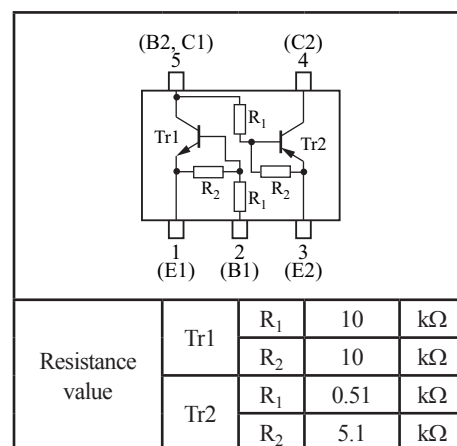 (B2, C1) (C2)
5 4
R1
Tr1 Tr2
R2 R2
R1
1 2 3
(E1) (B1) (E2)
Resistance value Tr1 R1 10 kΩ
R2 10 kΩ
Tr2 R1 0.51 kΩ
R2 5.1 kΩ